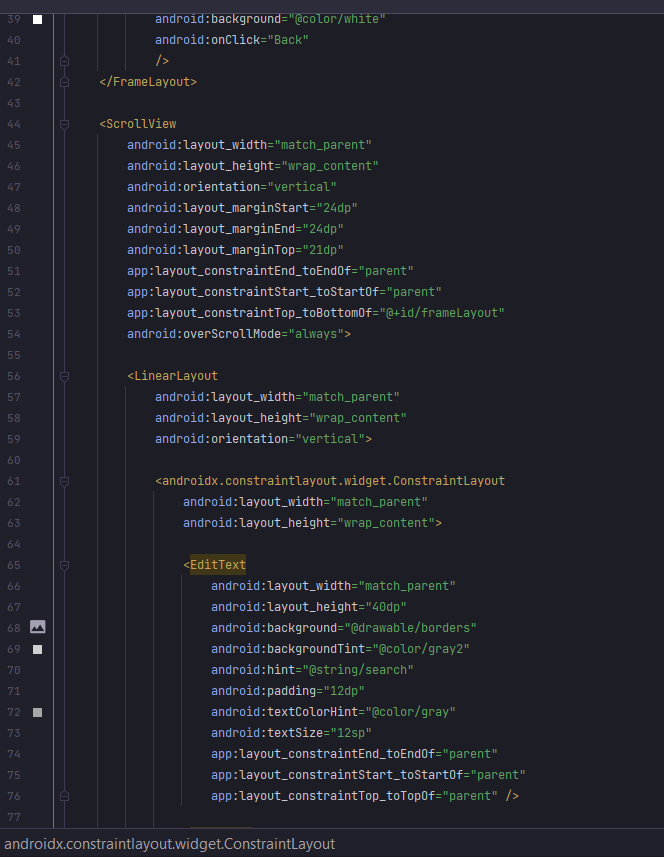 39 android:background="@color/white"
40 android:onClick="Back"
41 />
42 </FrameLayout>
43
44 <ScrollView
45 android:layout_width="match_parent"
46 android:layout_height="wrap_content"
47 android:orientation="vertical"
48 android:layout_marginStart="24dp"
49 android:layout_marginEnd="24dp"
50 android:layout_marginTop="21dp"
51 app:layout_constraintEnd_toEndOf="parent"
52 app:layout_constraintStart_toStartOf="parent"
53 app:layout_constraintTop_toBottomOf="@+id/frameLayout"
54 android:overScrollMode="always">
55
56 <LinearLayout
57 android:layout_width="match_parent"
58 android:layout_height="wrap_content"
59 android:orientation="vertical">
60
61 <androidx.constraintlayout.widget.ConstraintLayout
62 android:layout_width="match_parent"
63 android:layout_height="wrap_content">
64
65 <EditText
66 android:layout_width="match_parent"
67 android:layout_height="40dp"
68 android:background="@drawable/borders"
69 android:backgroundTint="@color/gray2"
70 android:hint="@string/search"
71 android:padding="12dp"
72 android:textColorHint="@color/gray"
73 android:textSize="12sp"
74 app:layout_constraintEnd_toEndOf="parent"
75 app:layout_constraintStart_toStartOf="parent"
76 app:layout_constraintTop_toTopOf="parent" />
77
androidx.constraintlayout.widget.ConstraintLayout